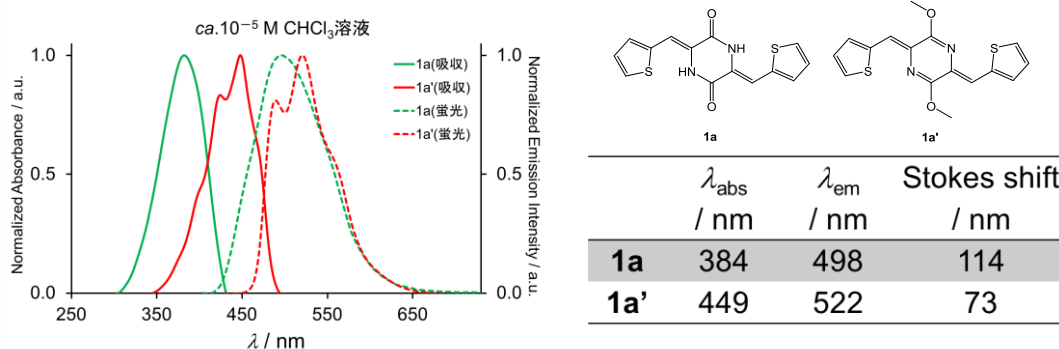 ca.10⁻⁵ M CHCl₃溶液
Normalized Absorbance / a.u.
1.0
0.5
0.0
1.0
0.5
0.0
Normalized Emission Intensity / a.u.
1a(吸収)
1a'(吸収)
1a(蛍光)
1a'(蛍光)
250 350 450 550 650
λ / nm
O
NH
S
HN
S
O
1a
O
N
S
S
N
O
1a'
λabs λem Stokes shift
/ nm / nm / nm
1a 384 498 114
1a’ 449 522 73